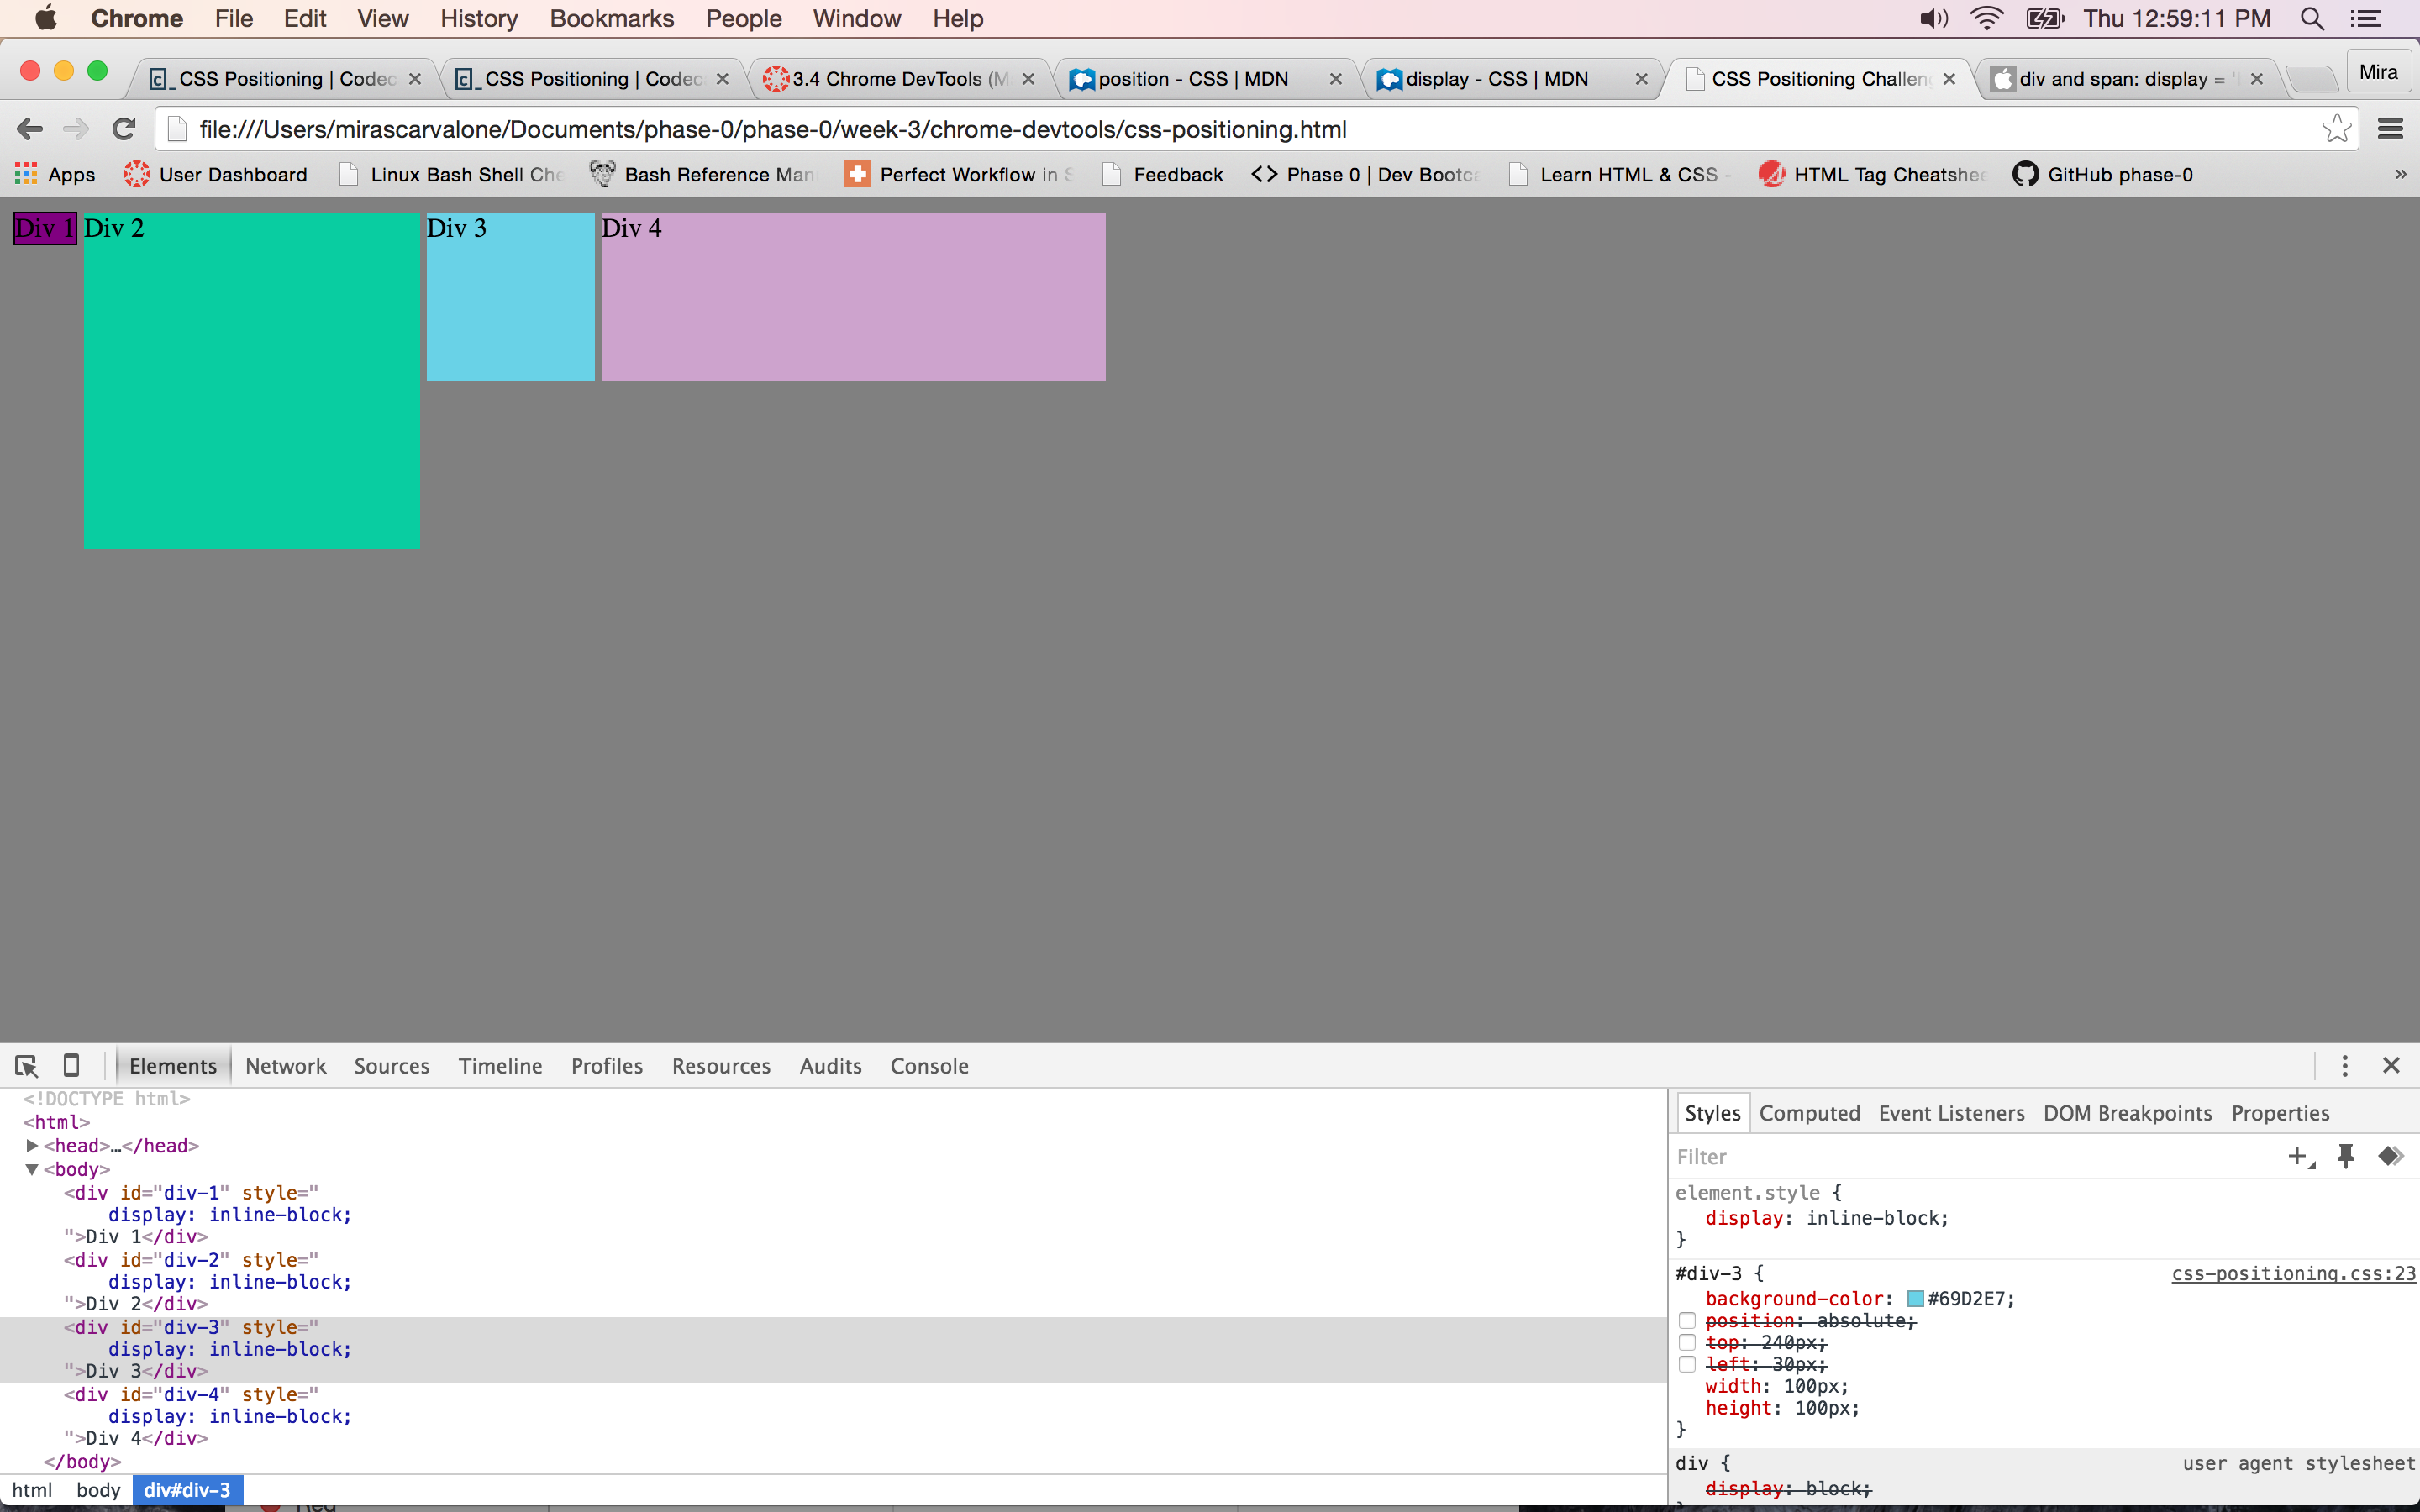 Chrome File Edit View History Bookmarks People Window Help Thu 12:59:11 PM
CSS Positioning | Codec CSS Positioning | Codec 3.4 Chrome DevTools (M position - CSS | MDN display - CSS | MDN CSS Positioning Challen div and span: display = Mira
file:///Users/mirascarvalone/Documents/phase-0/phase-0/week-3/chrome-devtools/css-positioning.html
Apps User Dashboard Linux Bash Shell Che Bash Reference Man Perfect Workflow in S Feedback <> Phase 0 | Dev Bootca Learn HTML & CSS - HTML Tag Cheatshee GitHub phase-0 »
Div 1 Div 2 Div 3 Div 4
Elements Network Sources Timeline Profiles Resources Audits Console
<!DOCTYPE html>
<html>
<head>…</head>
<body>
<div id="div-1" style="
display: inline-block;
">Div 1</div>
<div id="div-2" style="
display: inline-block;
">Div 2</div>
<div id="div-3" style="
display: inline-block;
">Div 3</div>
<div id="div-4" style="
display: inline-block;
">Div 4</div>
</body>
html body div#div-3
Styles Computed Event Listeners DOM Breakpoints Properties
Filter
element.style {
display: inline-block;
}
#div-3 { css-positioning.css:23
background-color: #69D2E7;
position: absolute;
top: 240px;
left: 30px;
width: 100px;
height: 100px;
}
div { user agent stylesheet
display: block;